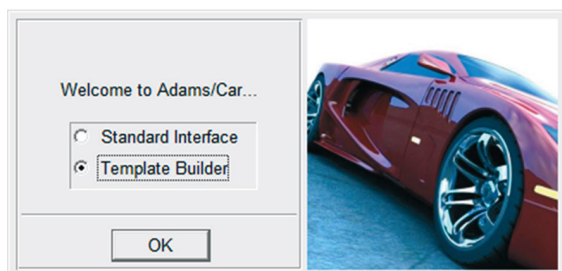 Welcome to Adams/Car...
Standard Interface
Template Builder
OK